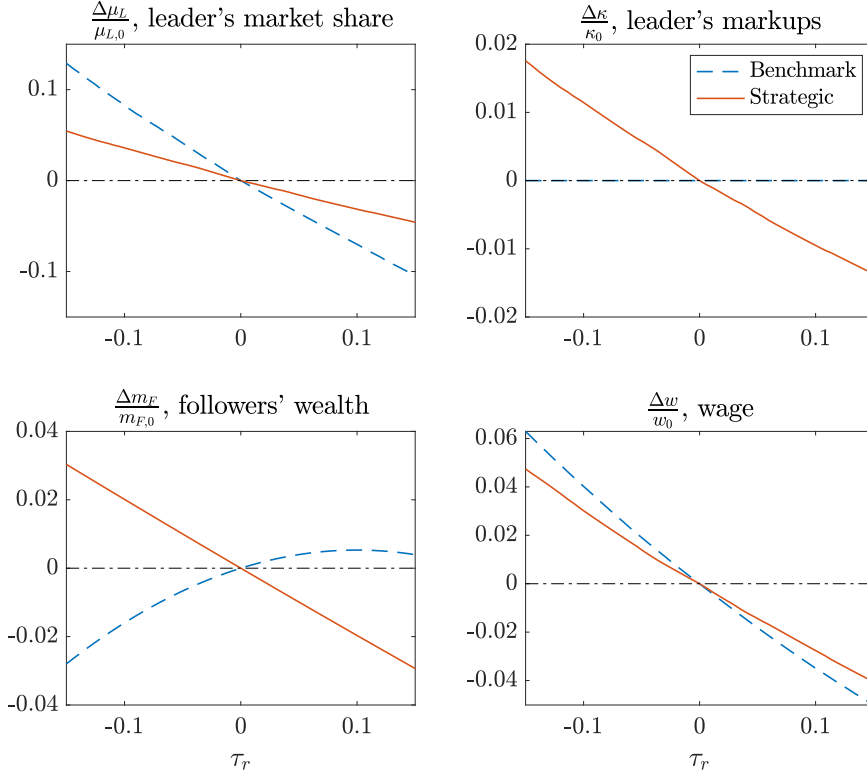 Δμ_L/μ_{L,0}, leader's market share
0.1
0
-0.1
-0.1 0 0.1
Δκ/κ_0, leader's markups
0.02
0.01
0
-0.01
-0.02
-0.1 0 0.1
Benchmark
Strategic
Δm_F/m_{F,0}, followers' wealth
0.04
0.02
0
-0.02
-0.04
-0.1 0 0.1
τ_r
Δw/w_0, wage
0.06
0.04
0.02
0
-0.02
-0.04
-0.1 0 0.1
τ_r